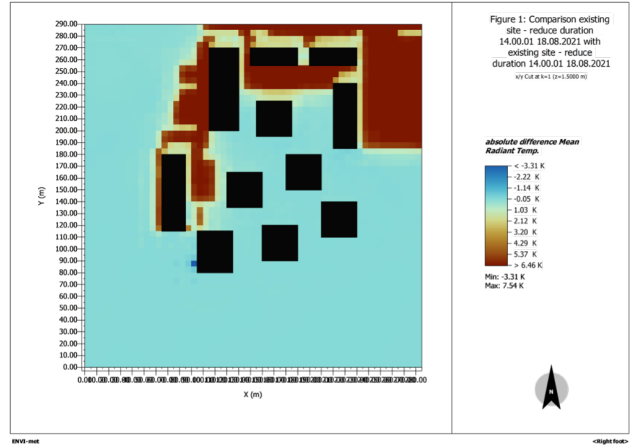 Figure 1: Comparison existing
site - reduce duration
14.00.01 18.08.2021 with
existing site - reduce
duration 14.00.01 18.08.2021
x/y Cut at k=1 (z=1.5000 m)
290.00
280.00
270.00
260.00
250.00
240.00
230.00
220.00
210.00
200.00
190.00
180.00
170.00
160.00
150.00
140.00
130.00
120.00
110.00
100.00
90.00
80.00
70.00
60.00
50.00
40.00
30.00
20.00
10.00
0.00
Y (m)
X (m)
absolute difference Mean
Radiant Temp.
< -3.31 K
-2.22 K
-1.14 K
-0.05 K
1.03 K
2.12 K
3.20 K
4.29 K
5.37 K
> 6.46 K
Min: -3.31 K
Max: 7.54 K
N
ENVI-met
<Right foot>